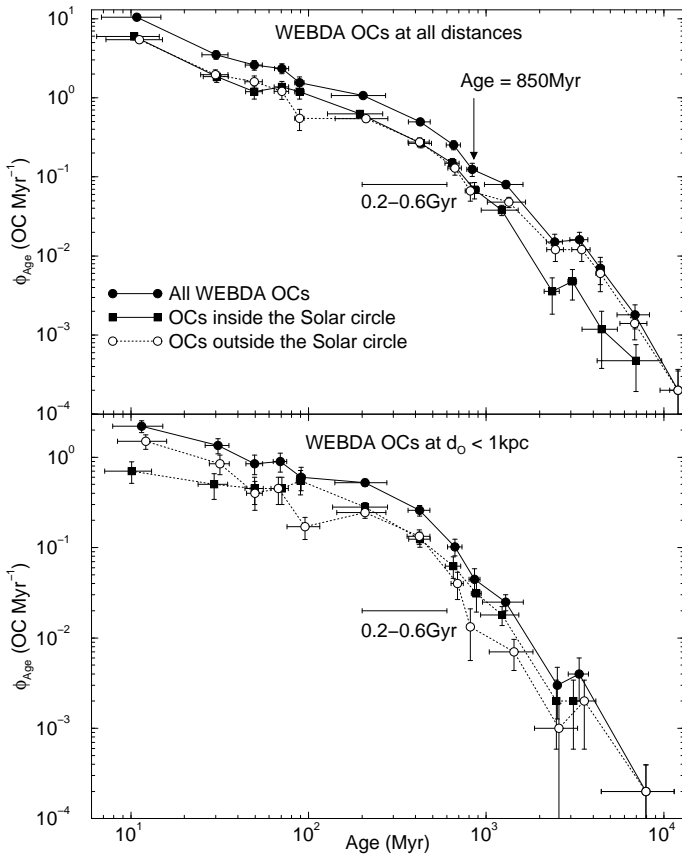 WEBDA OCs at all distances
Age = 850Myr
0.2−0.6Gyr
All WEBDA OCs
OCs inside the Solar circle
OCs outside the Solar circle
ϕAge (OC Myr⁻¹)
10¹
10⁰
10⁻¹
10⁻²
10⁻³
10⁻⁴
WEBDA OCs at dO < 1kpc
0.2−0.6Gyr
ϕAge (OC Myr⁻¹)
10⁰
10⁻¹
10⁻²
10⁻³
10⁻⁴
10¹ 10² 10³ 10⁴
Age (Myr)